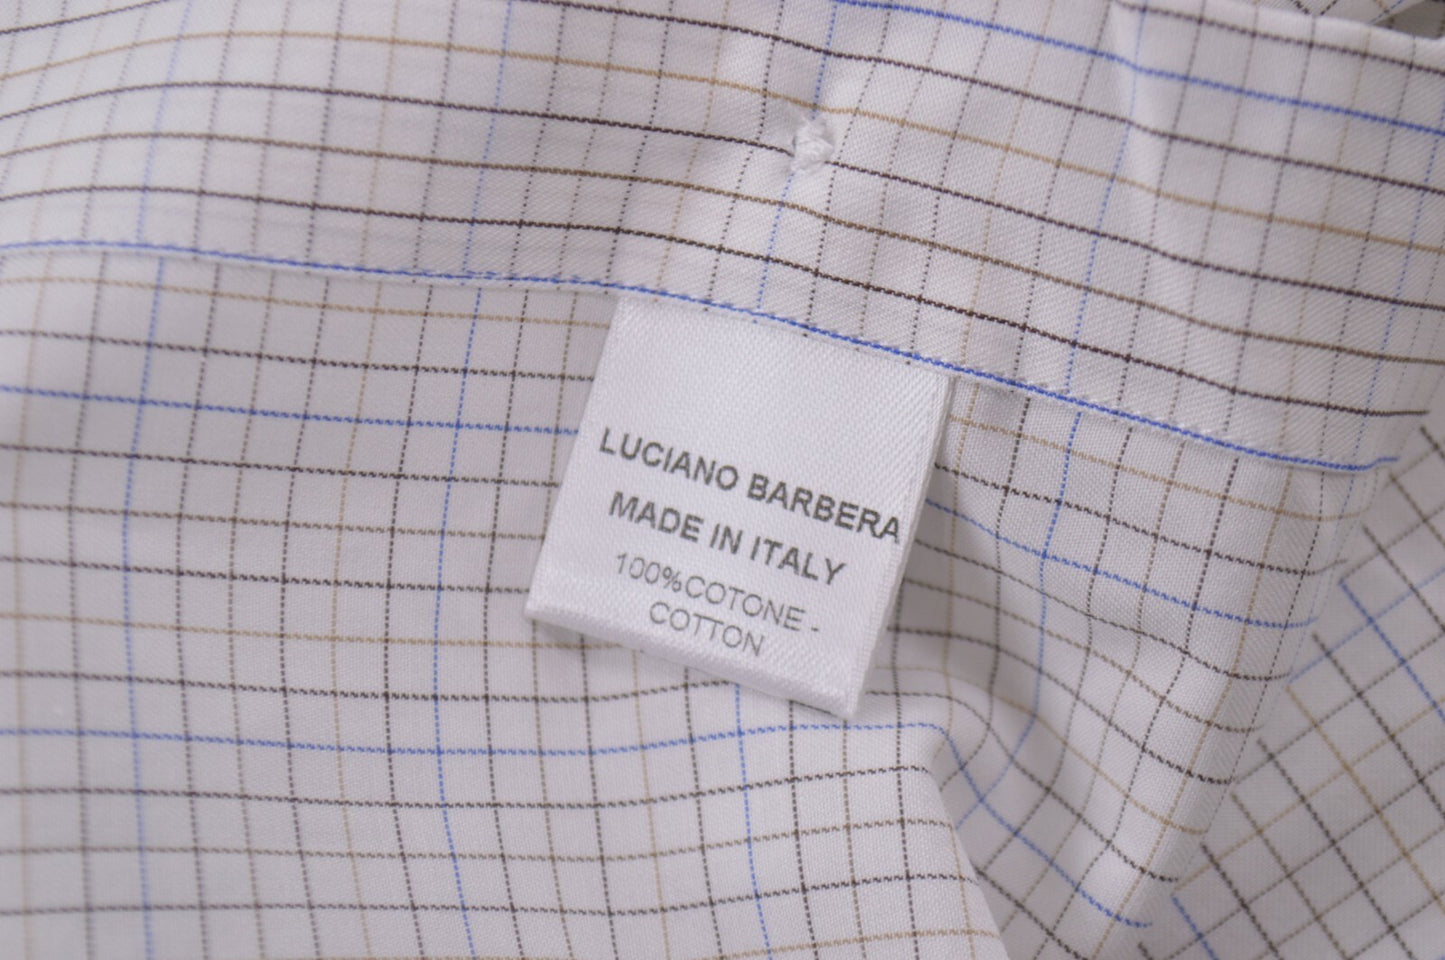 LUCIANO BARBERA
MADE IN ITALY
100%COTONE -
COTTON